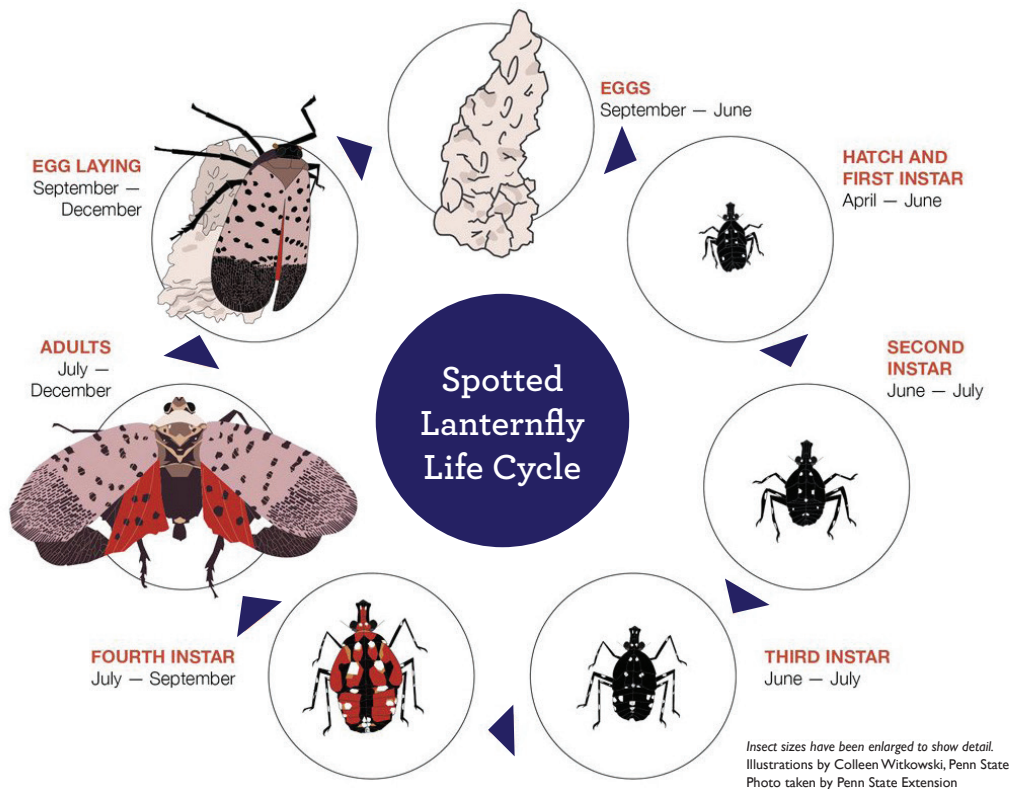 EGGS
September — June
HATCH AND
FIRST INSTAR
April — June
SECOND
INSTAR
June — July
THIRD INSTAR
June — July
FOURTH INSTAR
July — September
ADULTS
July —
December
EGG LAYING
September —
December
Spotted
Lanternfly
Life Cycle
Insect sizes have been enlarged to show detail.
Illustrations by Colleen Witkowski, Penn State
Photo taken by Penn State Extension